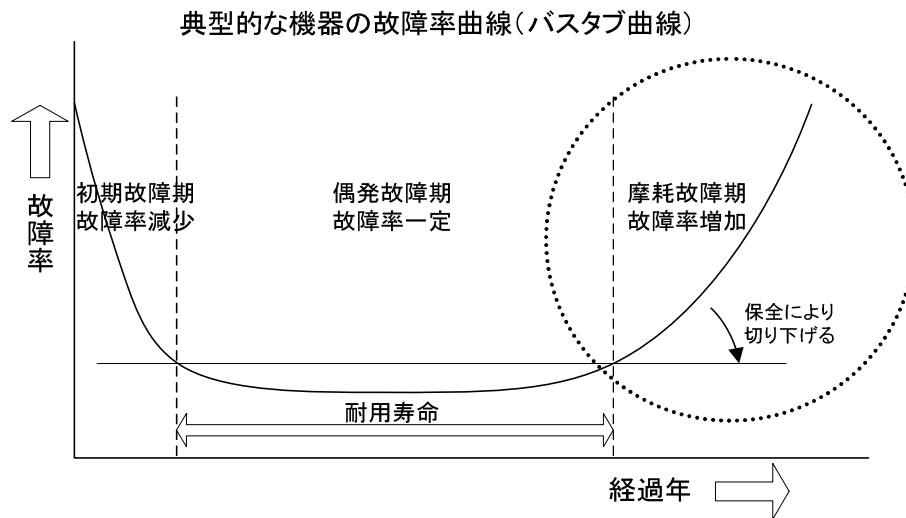 典型的な機器の故障率曲線(バスタブ曲線)
故障率
初期故障期
故障率減少
偶発故障期
故障率一定
摩耗故障期
故障率増加
保全により
切り下げる
耐用寿命
経過年